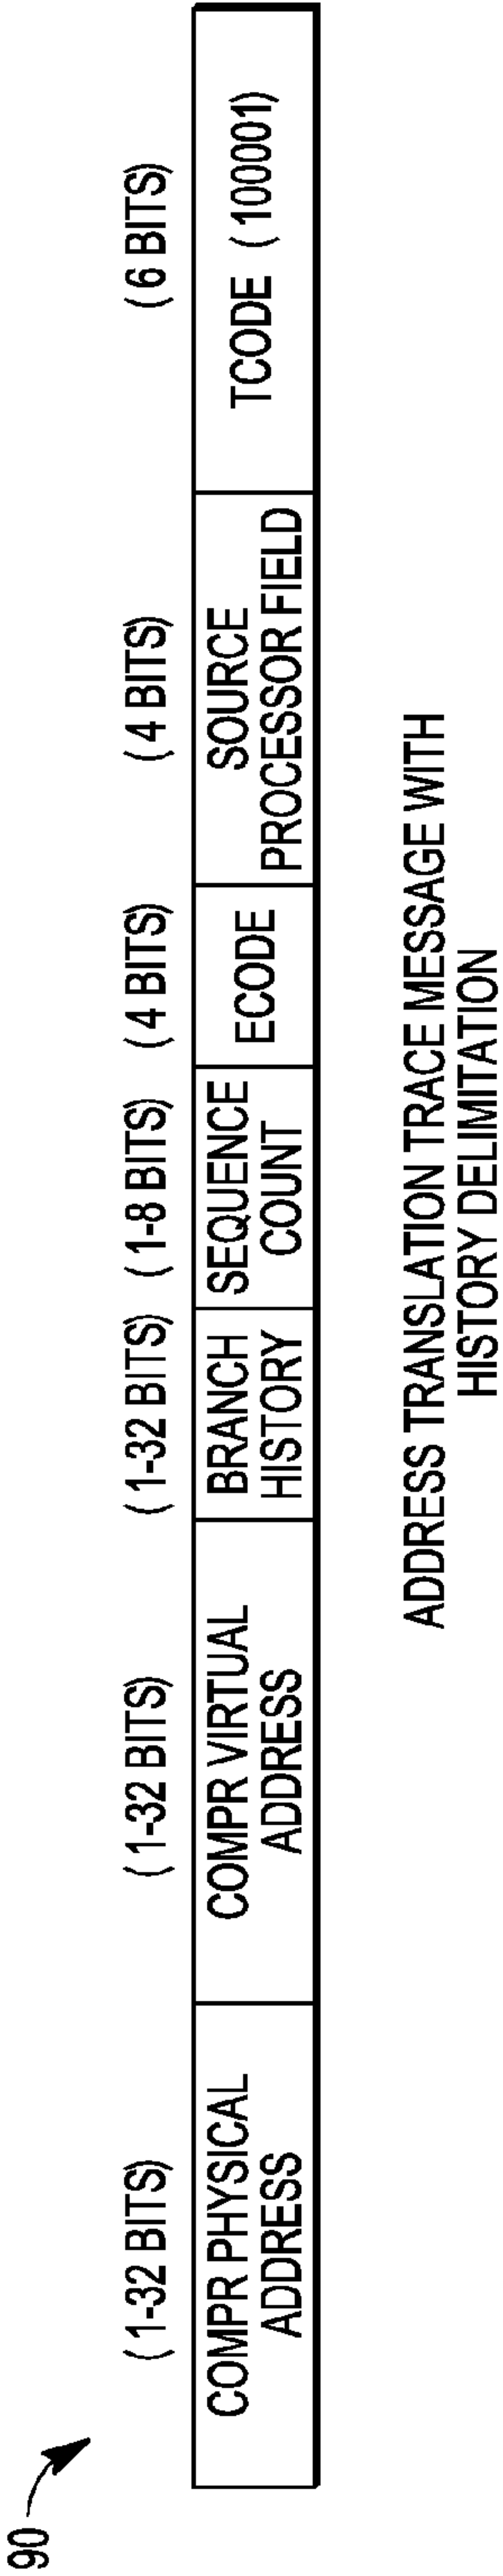 90
( 1-32 BITS)
( 1-32 BITS)
( 1-32 BITS)
( 1-8 BITS)
( 4 BITS)
( 4 BITS)
( 6 BITS)
COMPR PHYSICAL
ADDRESS
COMPR VIRTUAL
ADDRESS
BRANCH
HISTORY
SEQUENCE
COUNT
ECODE
SOURCE
PROCESSOR FIELD
TCODE ( 100001)
ADDRESS TRANSLATION TRACE MESSAGE WITH
HISTORY DELIMITATION